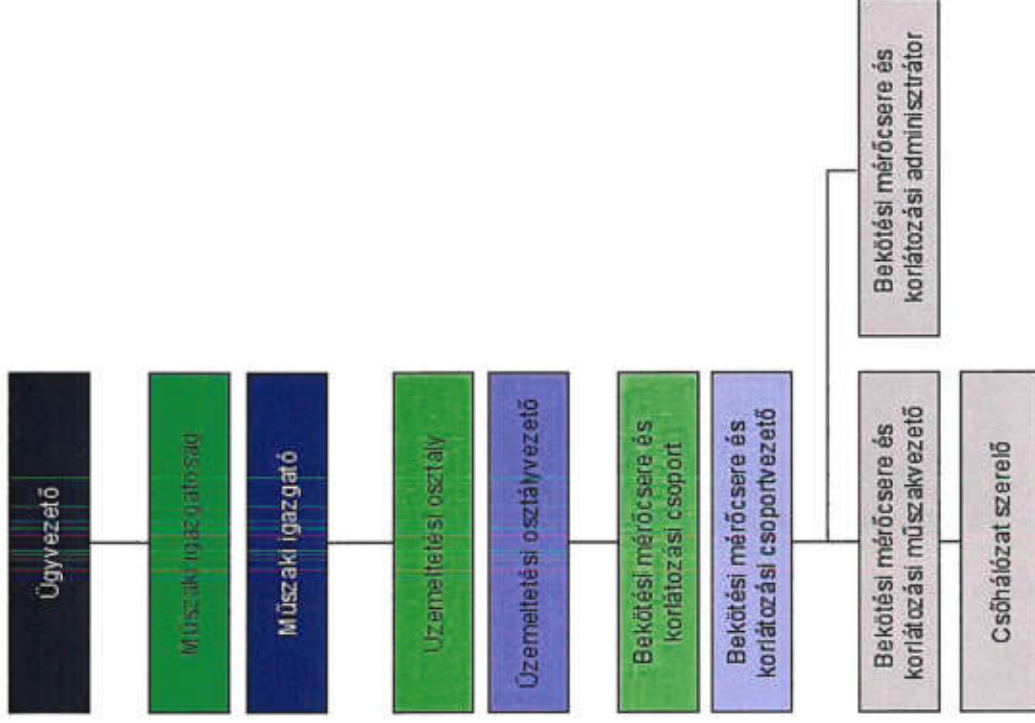 Ügyvezető
Műszaki igazgatóság
Műszaki igazgató
Üzemeltetési osztály
Üzemeltetési osztályvezető
Bekötési mérőcsere és
korlátozási csoport
Bekötési mérőcsere és
korlátozási csoportvezető
Bekötési mérőcsere és
korlátozási műszakvezető
Csőhálózat szerelő
Bekötési mérőcsere és
korlátozási adminisztrátor